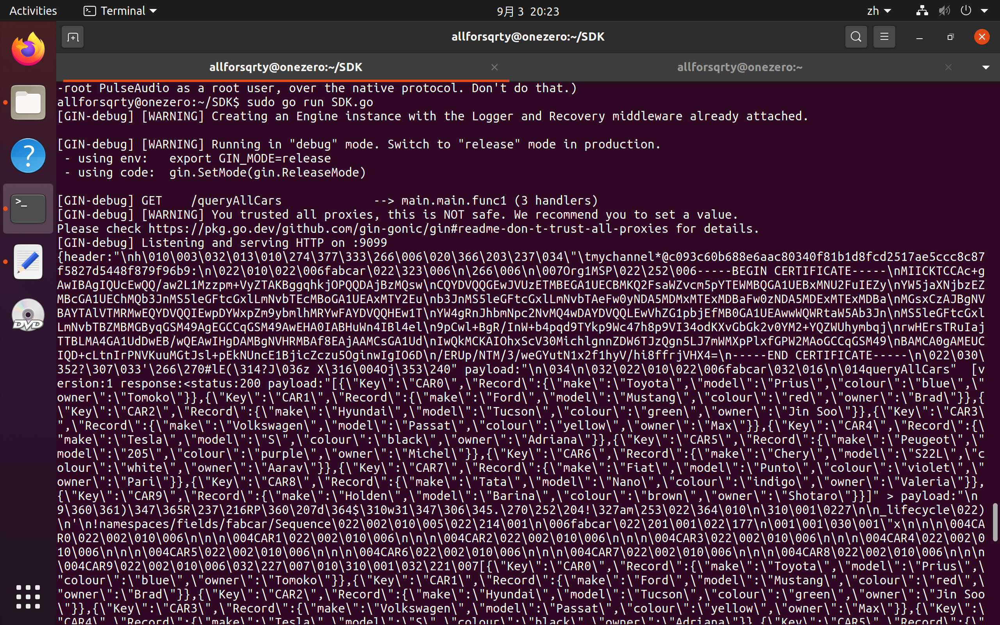 Activities
Terminal
9月 3 20:23
zh
allforsqrty@onezero:~/SDK
allforsqrty@onezero:~/SDK
allforsqrty@onezero:~
-root PulseAudio as a root user, over the native protocol. Don't do that.)
allforsqrty@onezero:~/SDK$ sudo go run SDK.go
[GIN-debug] [WARNING] Creating an Engine instance with the Logger and Recovery middleware already attached.
[GIN-debug] [WARNING] Running in "debug" mode. Switch to "release" mode in production.
 - using env:   export GIN_MODE=release
 - using code:  gin.SetMode(gin.ReleaseMode)
[GIN-debug] GET    /queryAllCars             --> main.main.func1 (3 handlers)
[GIN-debug] [WARNING] You trusted all proxies, this is NOT safe. We recommend you to set a value.
Please check https://pkg.go.dev/github.com/gin-gonic/gin#readme-don-t-trust-all-proxies for details.
[GIN-debug] Listening and serving HTTP on :9099
{header:"\nh\010\003\032\013\010\274\377\333\266\006\020\366\203\237\034\"\tmychannel*@c093c60b688e6aac80340f81b1d8fcd2517ae5ccc8c87
f5827d5448f879f96b9:\n\022\010\022\006fabcar\022\323\006\n\266\006\n\007Org1MSP\022\252\006-----BEGIN CERTIFICATE-----\nMIICKTCCAc+g
AwIBAgIQUcEwQQ/aw2L1Mzzpm+VyZTAKBggqhkjOPQQDAjBzMQsw\nCQYDVQQGEwJVUzETMBEGA1UECBMKQ2FsaWZvcm5pYTEWMBQGA1UEBxMNU2FuIEZy\nYW5jaXNjbzEZ
MBcGA1UEChMQb3JnMS5leGFtcGxlLmNvbTEcMBoGA1UEAxMTY2Eu\nb3JnMS5leGFtcGxlLmNvbTAeFw0yNDA5MDMxMTExMDBaFw0zNDA5MDExMTExMDBa\nMGsxCzAJBgNV
BAYTAlVTMRMwEQYDVQQIEwpDYWxpZm9ybmlhMRYwFAYDVQQHEw1T\nYW4gRnJhbmNpc2NvMQ4wDAYDVQQLEwVhZG1pbjEfMB0GA1UEAwwWQWRtaW5Ab3Jn\nMS5leGFtcGxl
LmNvbTBZMBMGByqGSM49AgEGCCqGSM49AwEHA0IABHuWn4IBl4el\n9pCwl+BgR/InW+b4pqd9TYkp9Wc47h8p9VI34odKXvGbGk2v0YM2+YQZWUhymbqj\nrwHErsTRuIaj
TTBLMA4GA1UdDwEB/wQEAwIHgDAMBgNVHRMBAf8EAjAAMCsGA1Ud\nIwQkMCKAIOhxScV30MichlgnnZDW6TJzQgn5LJ7mWMXpPlxfGPW2MAoGCCqGSM49\nBAMCA0gAMEUC
IQD+cLtnIrPNVKuuMGtJsl+pEkNUncE1BjicZczu5OginwIgIO6D\n/ERUp/NTM/3/weGYutN1x2f1hyV/hi8ffrjVHX4=\n-----END CERTIFICATE-----\n\022\030\
352?\307\033'\266\270#lE(\314?J\036z X\316\004Oj\353\240" payload:"\n\034\n\032\022\010\022\006fabcar\032\016\n\014queryAllCars"  [v
ersion:1 response:<status:200 payload:"[{\"Key\":\"CAR0\",\"Record\":{\"make\":\"Toyota\",\"model\":\"Prius\",\"colour\":\"blue\",\"
owner\":\"Tomoko\"}},{\"Key\":\"CAR1\",\"Record\":{\"make\":\"Ford\",\"model\":\"Mustang\",\"colour\":\"red\",\"owner\":\"Brad\"}},{
\"Key\":\"CAR2\",\"Record\":{\"make\":\"Hyundai\",\"model\":\"Tucson\",\"colour\":\"green\",\"owner\":\"Jin Soo\"}},{\"Key\":\"CAR3\
",\"Record\":{\"make\":\"Volkswagen\",\"model\":\"Passat\",\"colour\":\"yellow\",\"owner\":\"Max\"}},{\"Key\":\"CAR4\",\"Record\":{\
"make\":\"Tesla\",\"model\":\"S\",\"colour\":\"black\",\"owner\":\"Adriana\"}},{\"Key\":\"CAR5\",\"Record\":{\"make\":\"Peugeot\",\"
model\":\"205\",\"colour\":\"purple\",\"owner\":\"Michel\"}},{\"Key\":\"CAR6\",\"Record\":{\"make\":\"Chery\",\"model\":\"S22L\",\"c
olour\":\"white\",\"owner\":\"Aarav\"}},{\"Key\":\"CAR7\",\"Record\":{\"make\":\"Fiat\",\"model\":\"Punto\",\"colour\":\"violet\",\"
owner\":\"Pari\"}},{\"Key\":\"CAR8\",\"Record\":{\"make\":\"Tata\",\"model\":\"Nano\",\"colour\":\"indigo\",\"owner\":\"Valeria\"}},
{\"Key\":\"CAR9\",\"Record\":{\"make\":\"Holden\",\"model\":\"Barina\",\"colour\":\"brown\",\"owner\":\"Shotaro\"}}]" > payload:"\n 
9\360\361)\347\365R\237\216RP\360\207d\364$\310w31\347\306\345.\270\252\204!\327am\253\022\364\010\n\310\001\0227\n\n_lifecycle\022)
\n'\n!namespaces/fields/fabcar/Sequence\022\002\010\005\022\214\001\n\006fabcar\022\201\001\022\177\n\001\001\030\001\"x\n\n\n\004CA
R0\022\002\010\006\n\n\n\004CAR1\022\002\010\006\n\n\n\004CAR2\022\002\010\006\n\n\n\004CAR3\022\002\010\006\n\n\n\004CAR4\022\002\0
10\006\n\n\n\004CAR5\022\002\010\006\n\n\n\004CAR6\022\002\010\006\n\n\n\004CAR7\022\002\010\006\n\n\n\004CAR8\022\002\010\006\n\n\n
\004CAR9\022\002\010\006\032\227\007\010\310\001\032\221\007[{\"Key\":\"CAR0\",\"Record\":{\"make\":\"Toyota\",\"model\":\"Prius\",\
"colour\":\"blue\",\"owner\":\"Tomoko\"}},{\"Key\":\"CAR1\",\"Record\":{\"make\":\"Ford\",\"model\":\"Mustang\",\"colour\":\"red\",\
"owner\":\"Brad\"}},{\"Key\":\"CAR2\",\"Record\":{\"make\":\"Hyundai\",\"model\":\"Tucson\",\"colour\":\"green\",\"owner\":\"Jin Soo
\"}},{\"Key\":\"CAR3\",\"Record\":{\"make\":\"Volkswagen\",\"model\":\"Passat\",\"colour\":\"yellow\",\"owner\":\"Max\"}},{\"Key\":\
"CAR4\",\"Record\":{\"make\":\"Tesla\",\"model\":\"S\",\"colour\":\"black\",\"owner\":\"Adriana\"}},{\"Key\":\"CAR5\",\"Record\":{\"
DVD